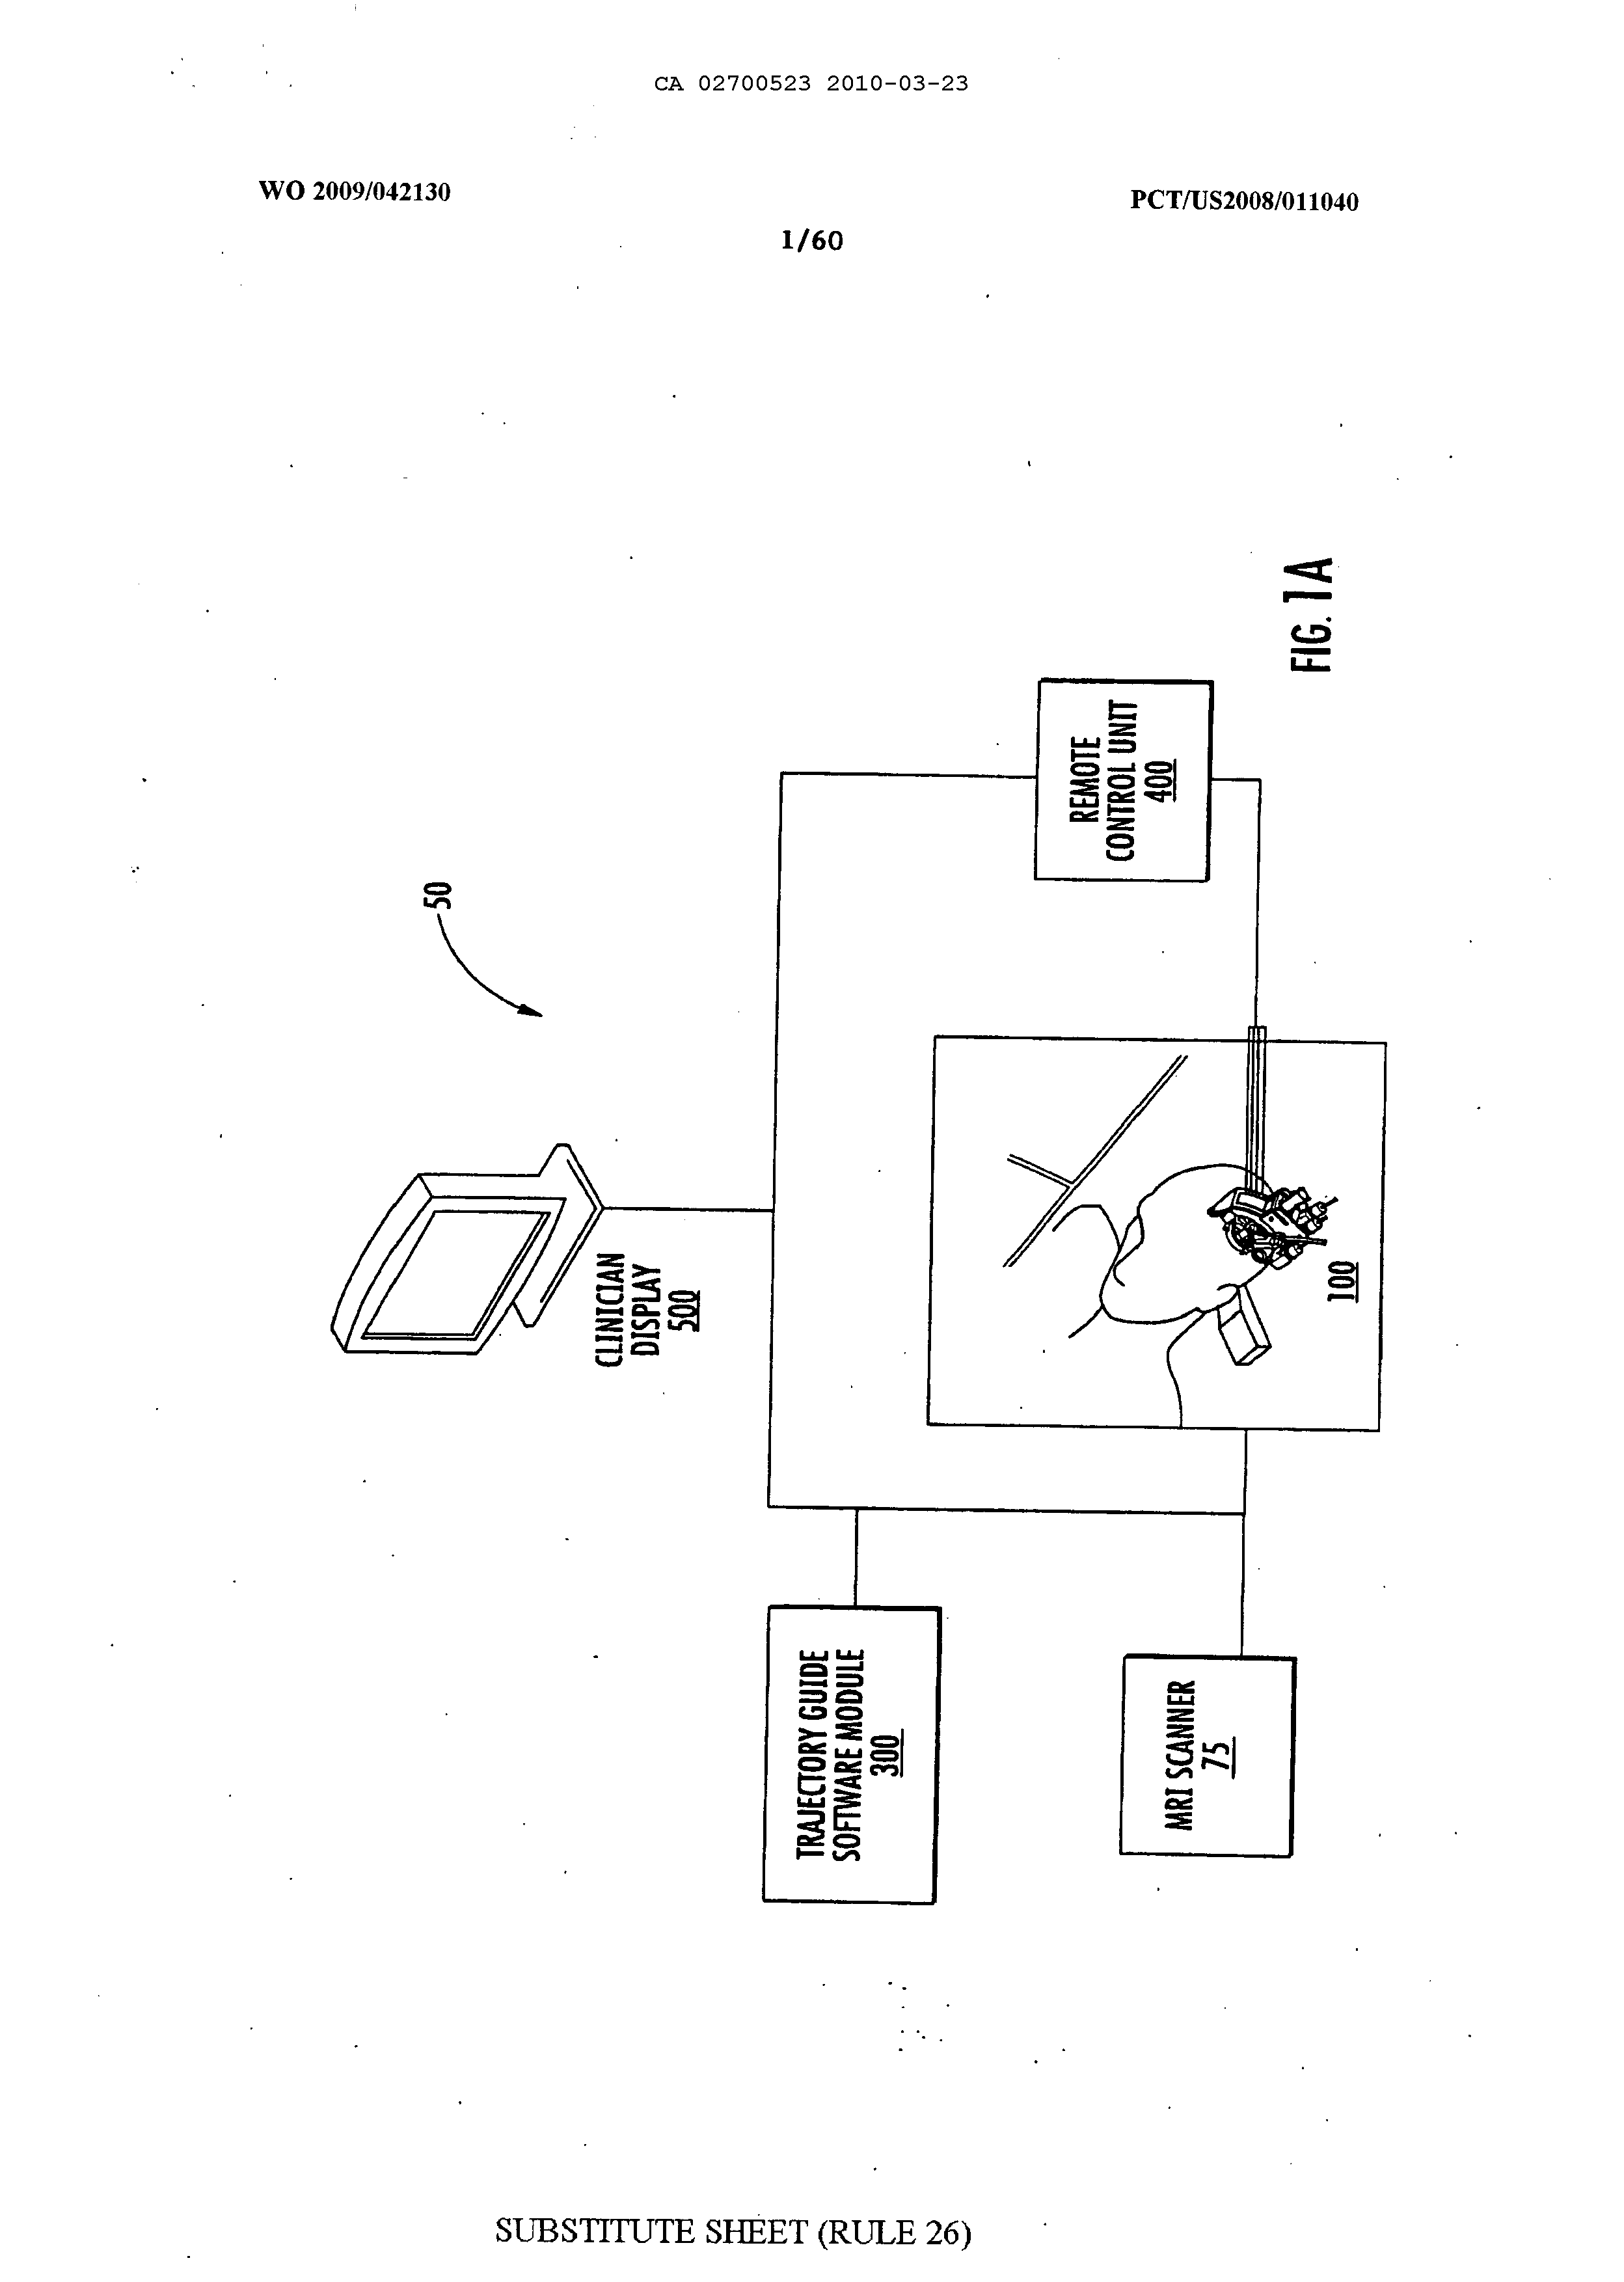 CA 02700523 2010-03-23
WO 2009/042130
PCT/US2008/011040
1/60
50
CLINICIAN
DISPLAY
500
REMOTE
CONTROL UNIT
400
TRAJECTORY GUIDE
SOFTWARE MODULE
300
MRI SCANNER
75
100
FIG. 1A
SUBSTITUTE SHEET (RULE 26)